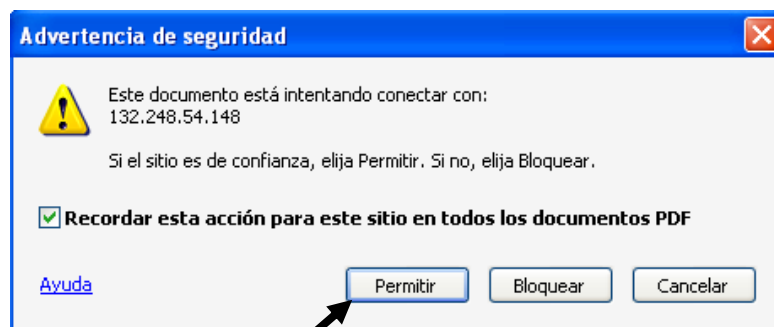 Advertencia de seguridad
Este documento está intentando conectar con:
132.248.54.148
Si el sitio es de confianza, elija Permitir. Si no, elija Bloquear.
Recordar esta acción para este sitio en todos los documentos PDF
Ayuda Permitir Bloquear Cancelar